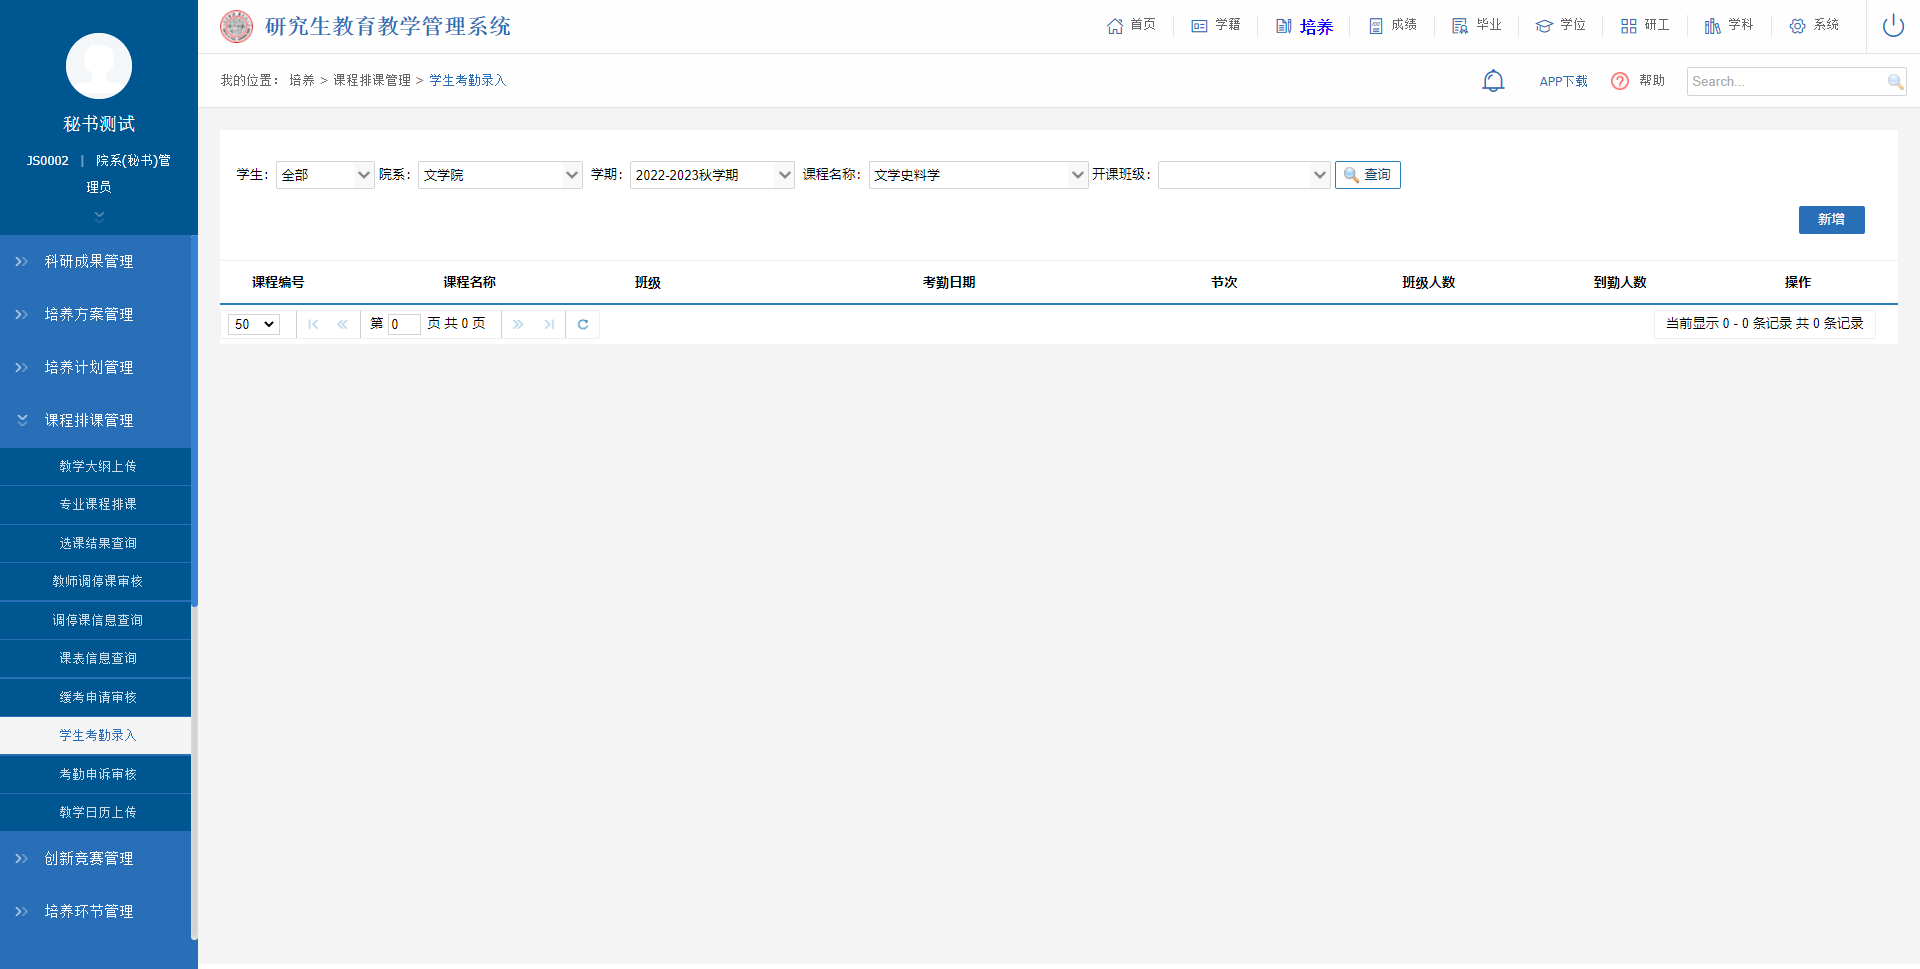 研究生教育教学管理系统
首页
学籍
培养
成绩
毕业
学位
研工
学科
系统
我的位置： 培养 > 课程排课管理 > 学生考勤录入
APP下载
帮助
Search...
秘书测试
JS0002 | 院系(秘书)管
理员
科研成果管理
培养方案管理
培养计划管理
课程排课管理
教学大纲上传
专业课程排课
选课结果查询
教师调停课审核
调停课信息查询
课表信息查询
缓考申请审核
学生考勤录入
考勤申诉审核
教学日历上传
创新竞赛管理
培养环节管理
学生： 全部 院系： 文学院 学期： 2022-2023秋学期 课程名称： 文学史料学 开课班级： 查询
新增
课程编号 课程名称 班级 考勤日期 节次 班级人数 到勤人数 操作
50 第 0 页 共 0 页
当前显示 0 - 0 条记录 共 0 条记录